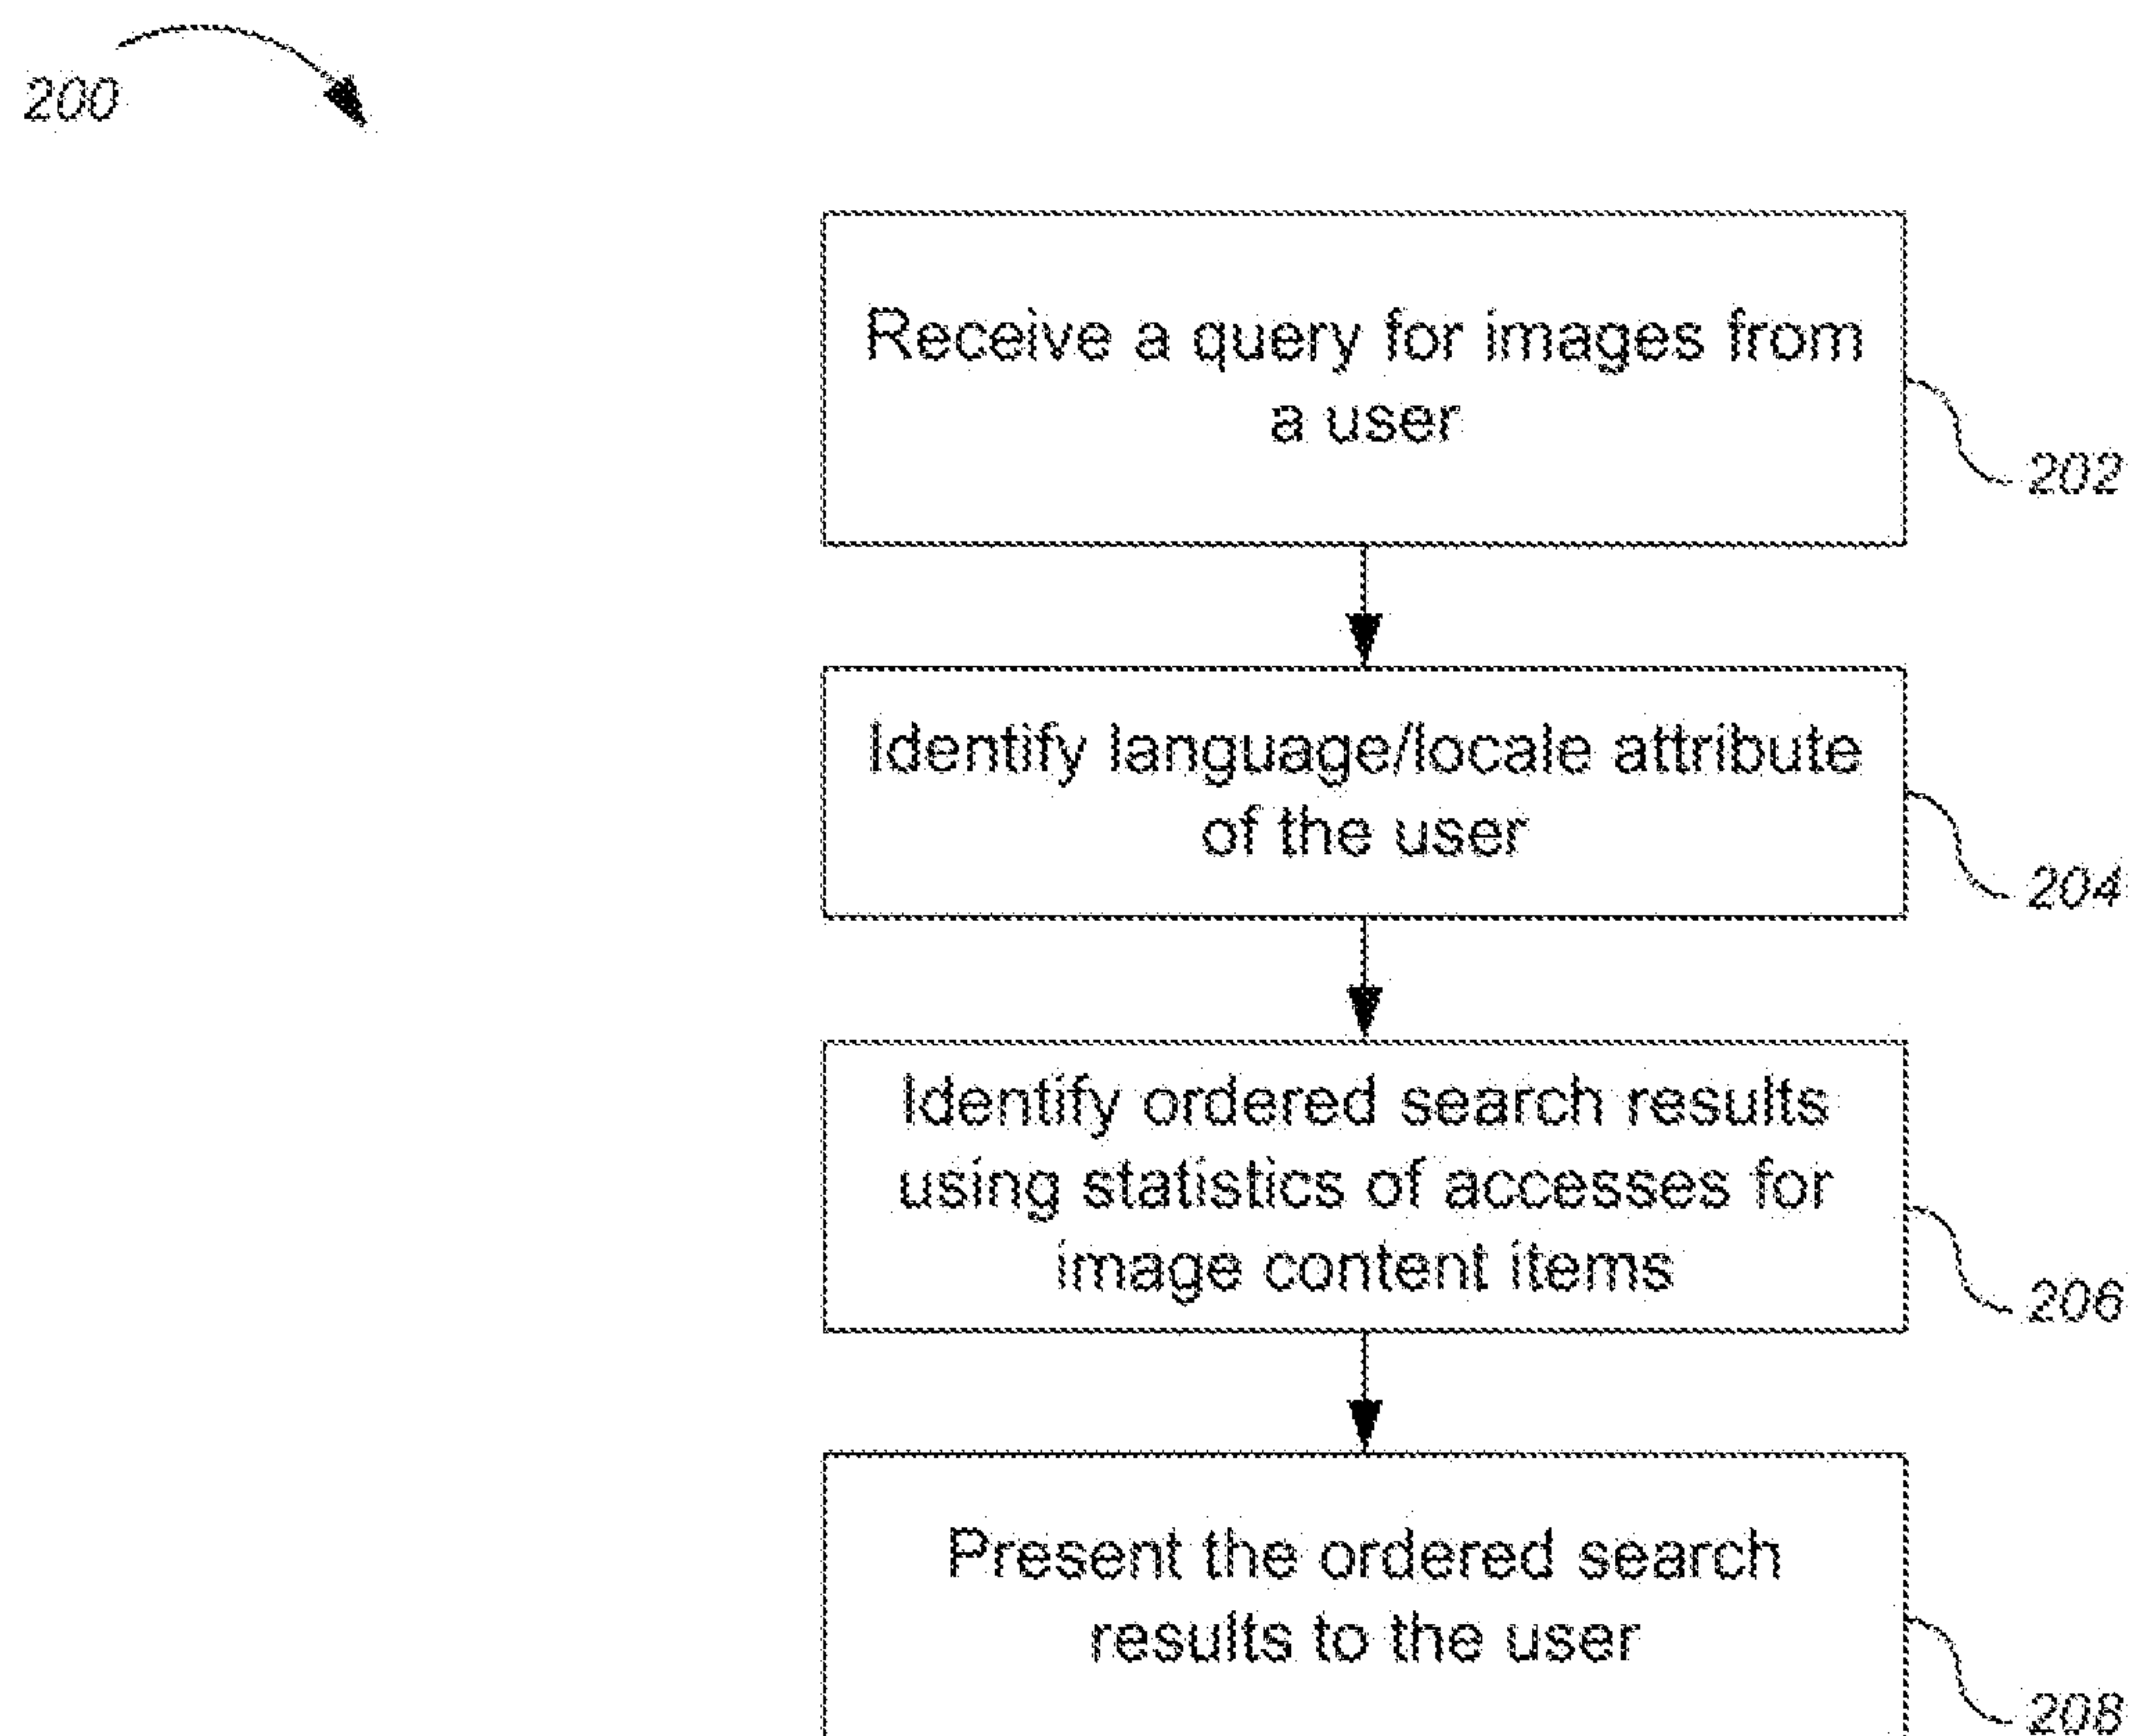 200
Receive a query for images from
a user
202
Identify language/locale attribute
of the user
204
Identify ordered search results
using statistics of accesses for
image content items
206
Present the ordered search
results to the user
208